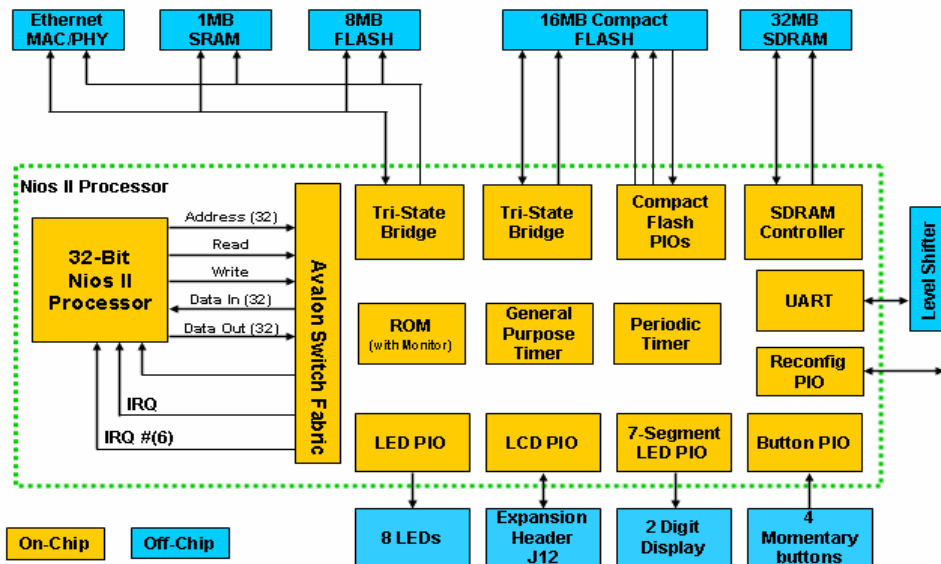 Ethernet
MAC/PHY
1MB
SRAM
8MB
FLASH
16MB Compact
FLASH
32MB
SDRAM
Nios II Processor
32-Bit
Nios II
Processor
Address (32)
Read
Write
Data In (32)
Data Out (32)
IRQ
IRQ #(6)
Avalon Switch Fabric
Tri-State
Bridge
Tri-State
Bridge
Compact
Flash
PIOs
SDRAM
Controller
ROM
(with Monitor)
General
Purpose
Timer
Periodic
Timer
UART
Level Shifter
Reconfig
PIO
LED PIO
LCD PIO
7-Segment
LED PIO
Button PIO
On-Chip
Off-Chip
8 LEDs
Expansion
Header
J12
2 Digit
Display
4
Momentary
buttons